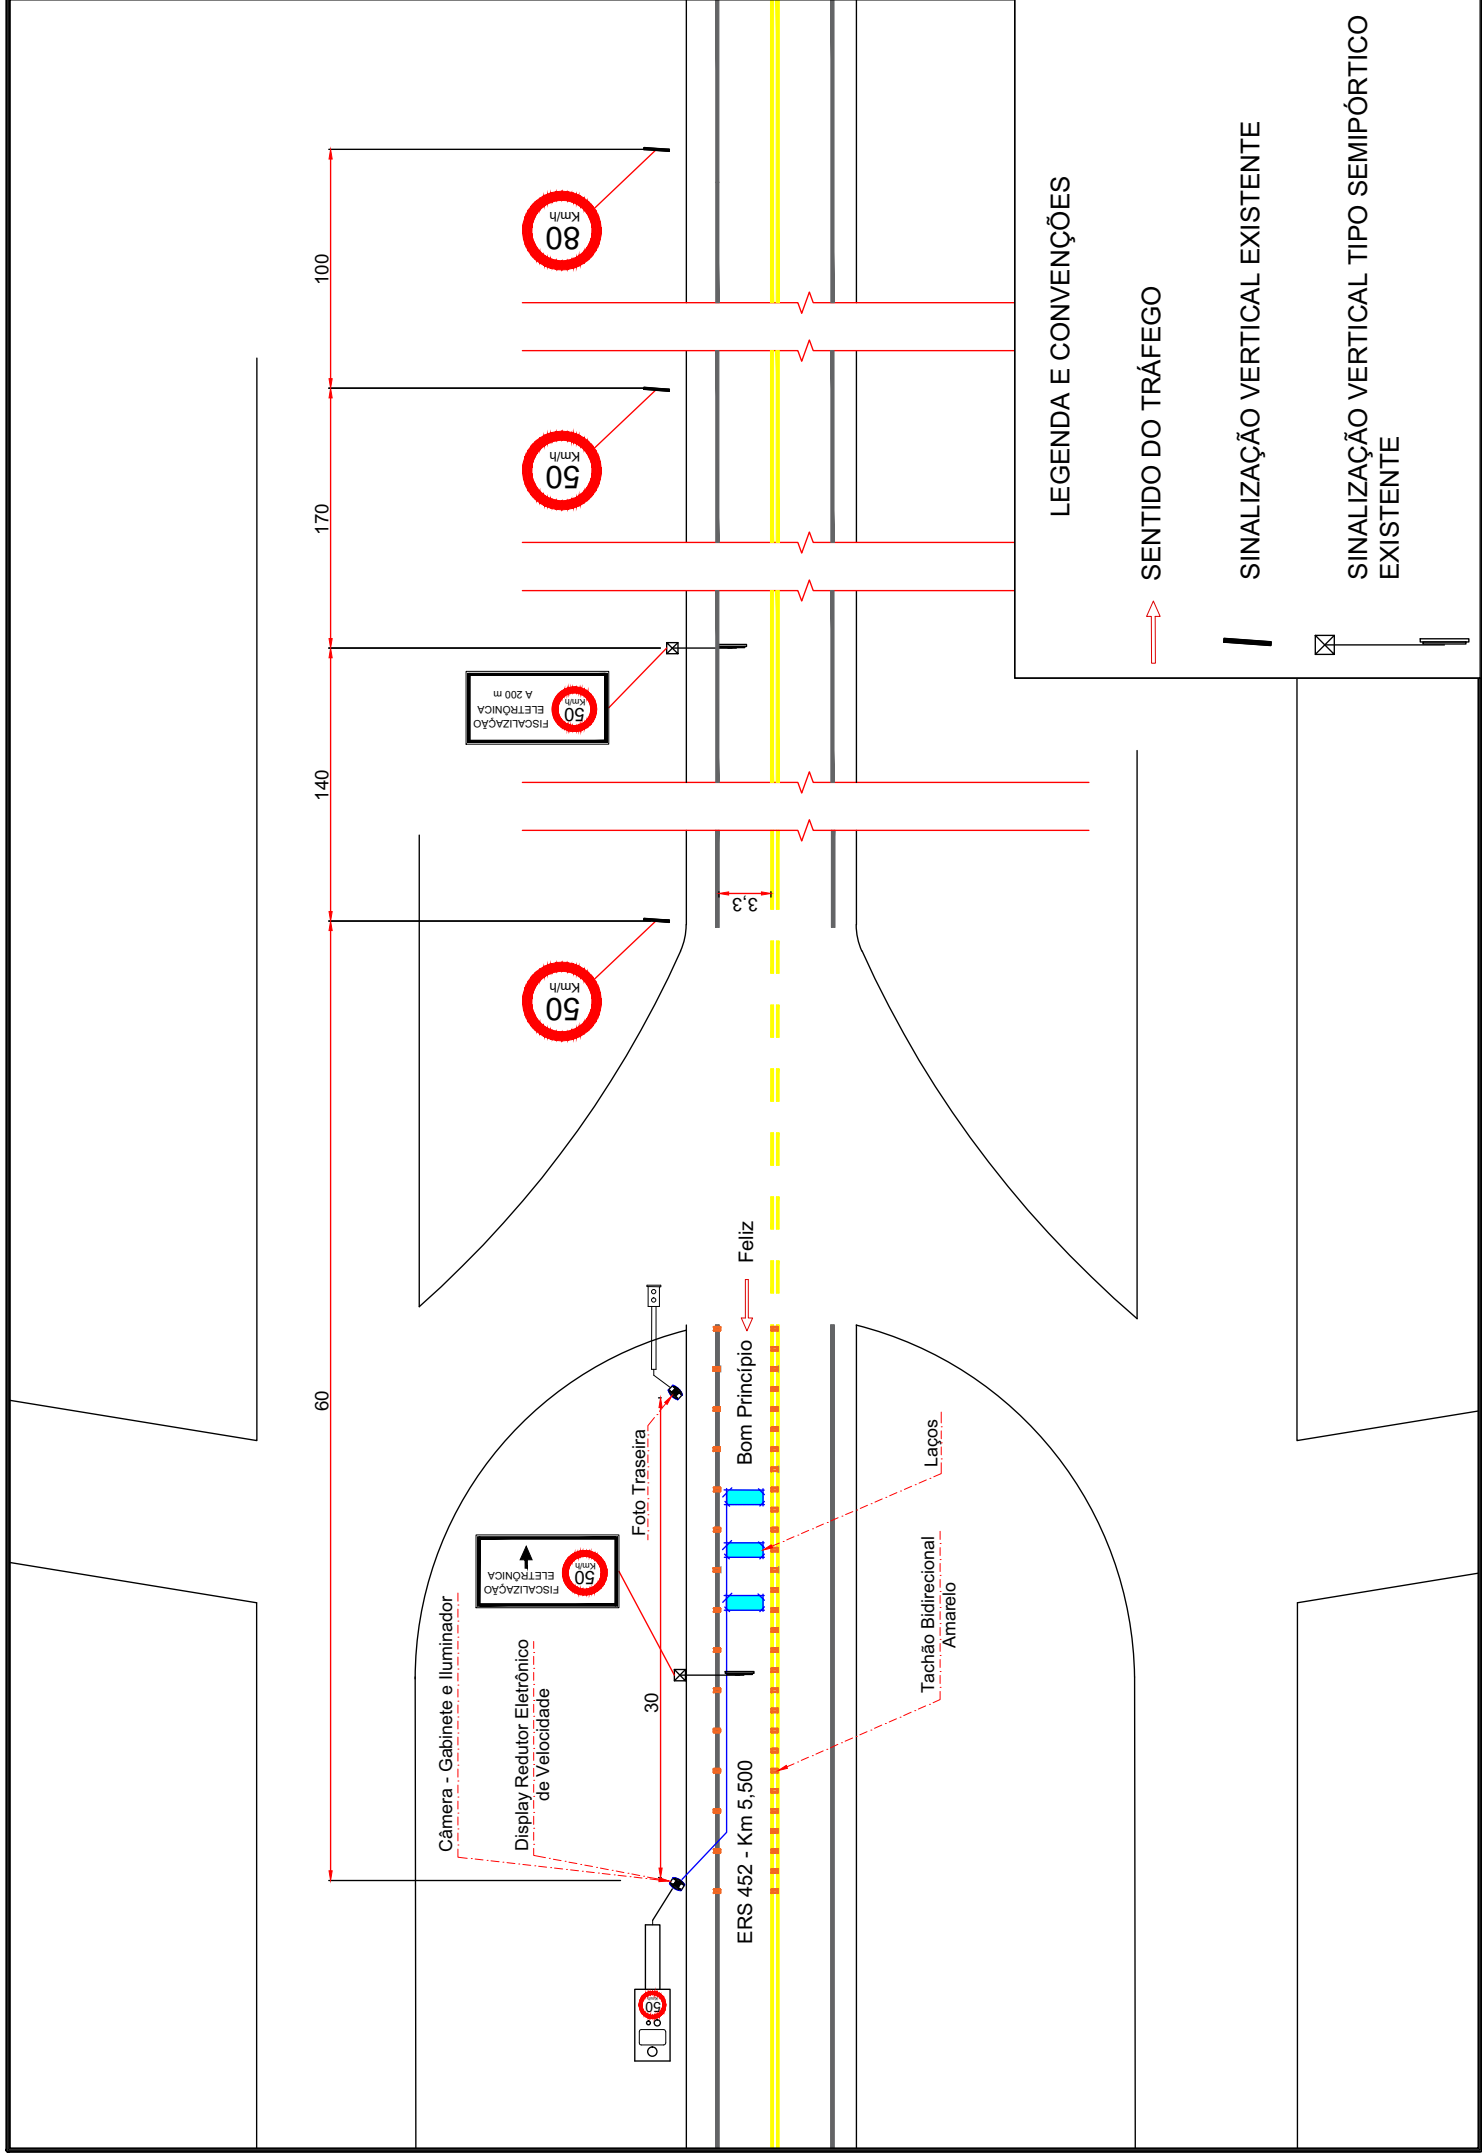 100
170
140
60
30
3,3
80
Km/h
50
Km/h
FISCALIZAÇÃO
ELETRÔNICA
A 200 m
50
Km/h
50
Km/h
FISCALIZAÇÃO
ELETRÔNICA
50
Km/h
Câmera - Gabinete e Iluminador
Display Redutor Eletrônico
de Velocidade
Foto Traseira
50
ERS 452 - Km 5,500
Bom Princípio
Feliz
Laços
Tachão Bidirecional
Amarelo
LEGENDA E CONVENÇÕES
SENTIDO DO TRÁFEGO
SINALIZAÇÃO VERTICAL EXISTENTE
SINALIZAÇÃO VERTICAL TIPO SEMIPÓRTICO
EXISTENTE